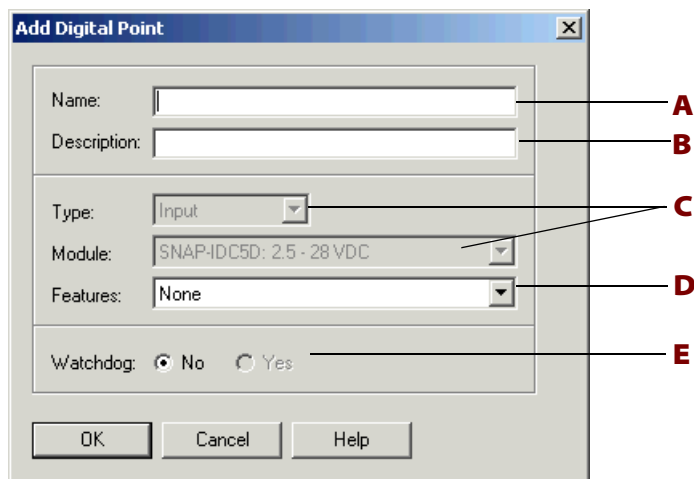 Add Digital Point
Name: A
Description: B
Type: Input C
Module: SNAP-IDC5D: 2.5 - 28 VDC
Features: None D
Watchdog: No Yes E
OK Cancel Help